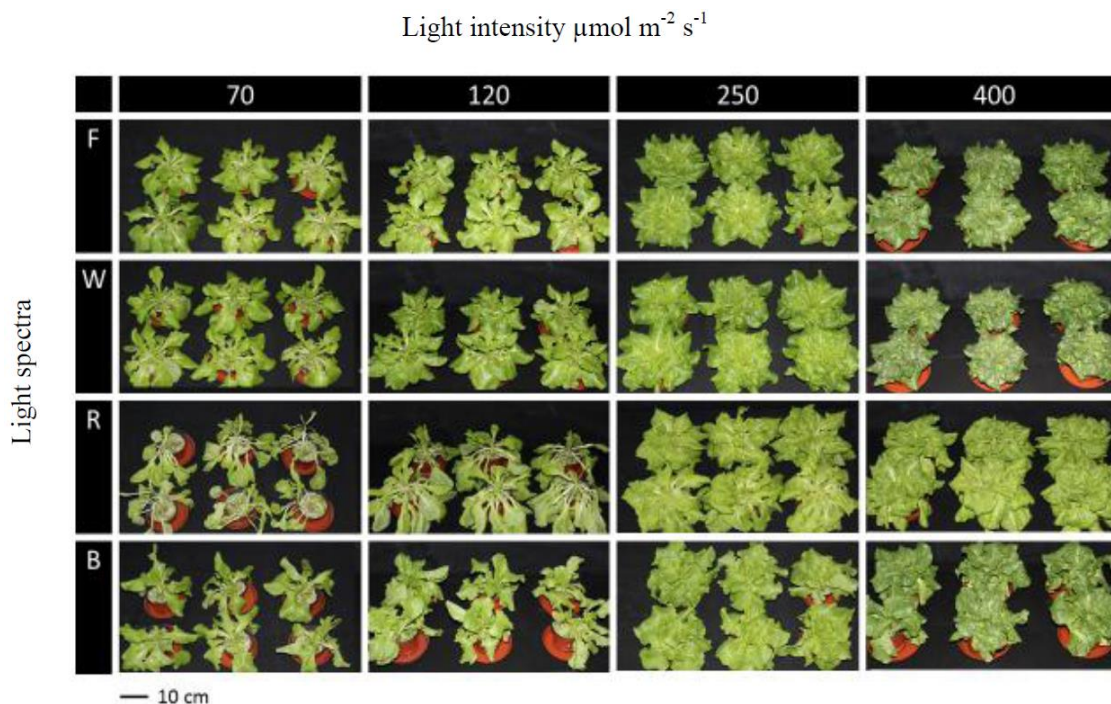 Light intensity µmol m⁻² s⁻¹
70 120 250 400
F
W
R
B
Light spectra
10 cm